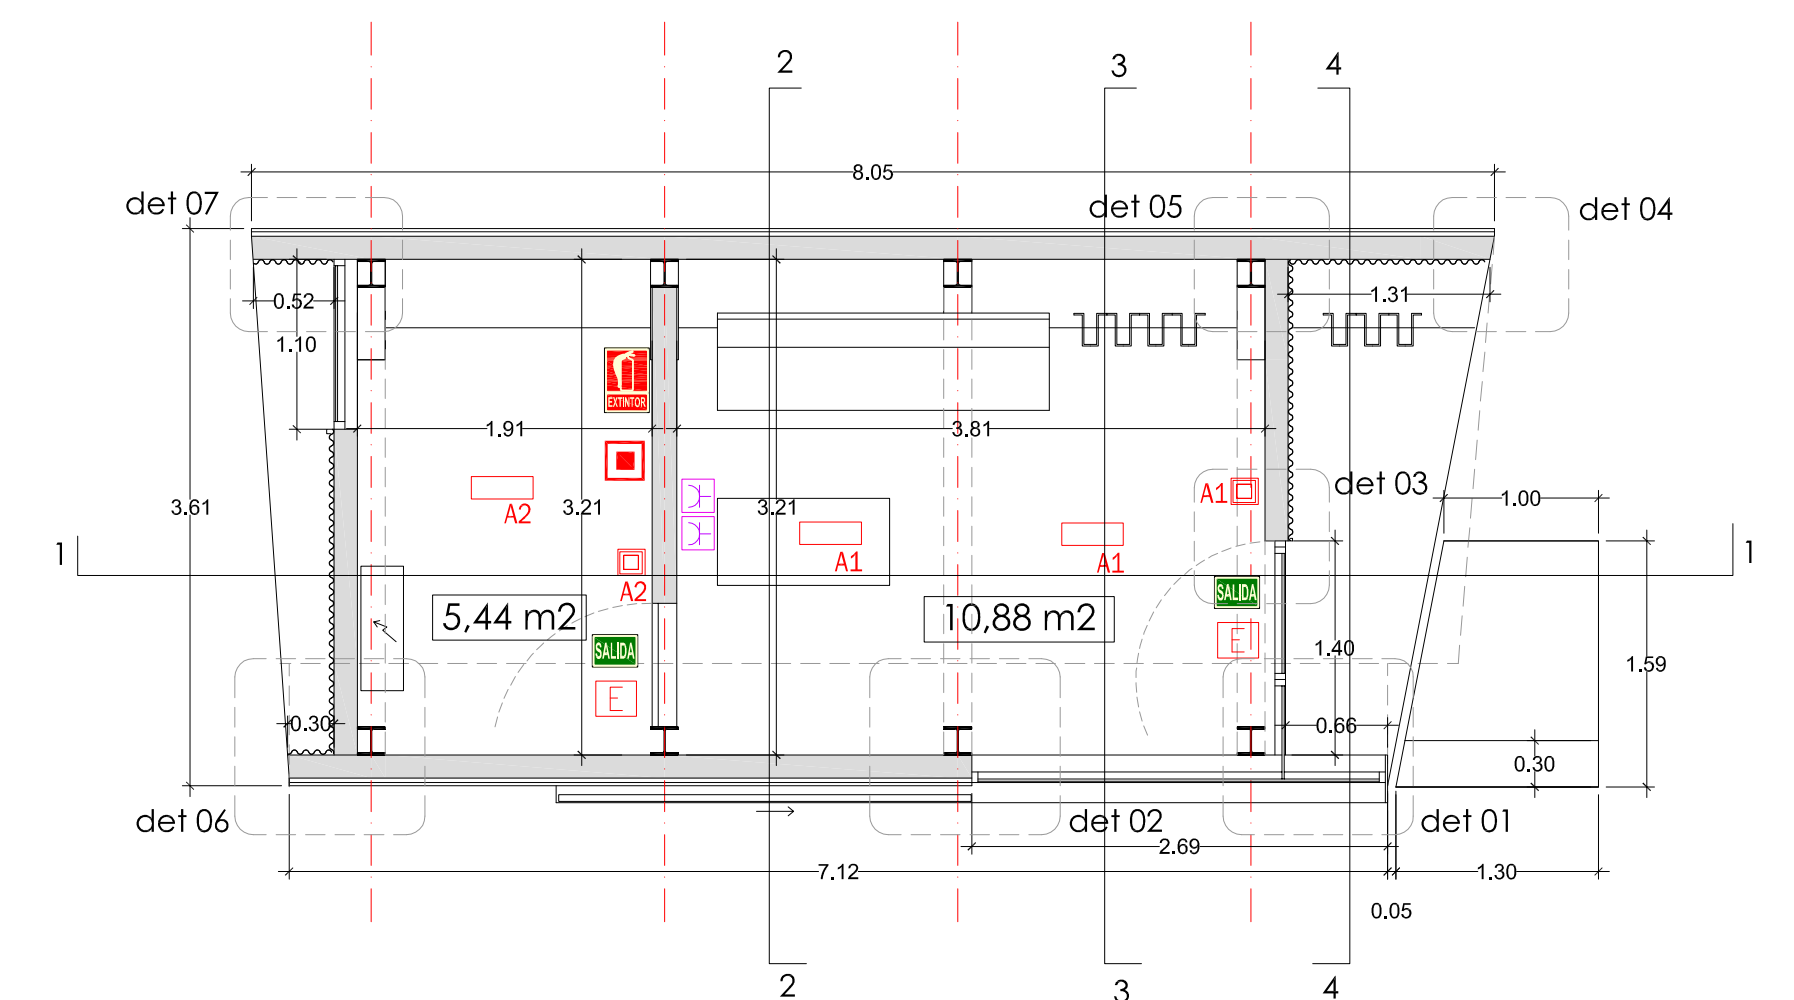 2
3
4
8.05
det 07
det 05
det 04
0.52
1.31
1.10
EXTINTOR
1.91
3.81
3.61
A2
3.21
3.21
A1
det 03
1.00
1
A1
A1
1
A2
SALIDA
5,44 m2
10,88 m2
SALIDA
E
1.40
1.59
E
0.30
0.66
0.30
det 06
det 02
det 01
2.69
7.12
1.30
0.05
2
3
4